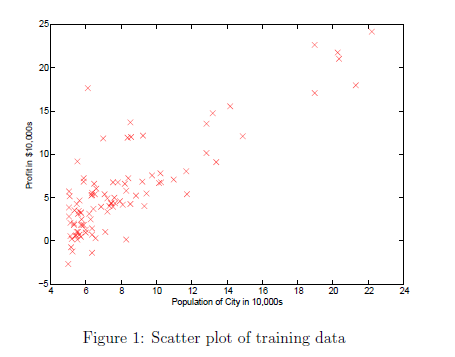 25
20
15
10
5
0
-5
Profit in $10,000s
4 6 8 10 12 14 16 18 20 22 24
Population of City in 10,000s
Figure 1: Scatter plot of training data